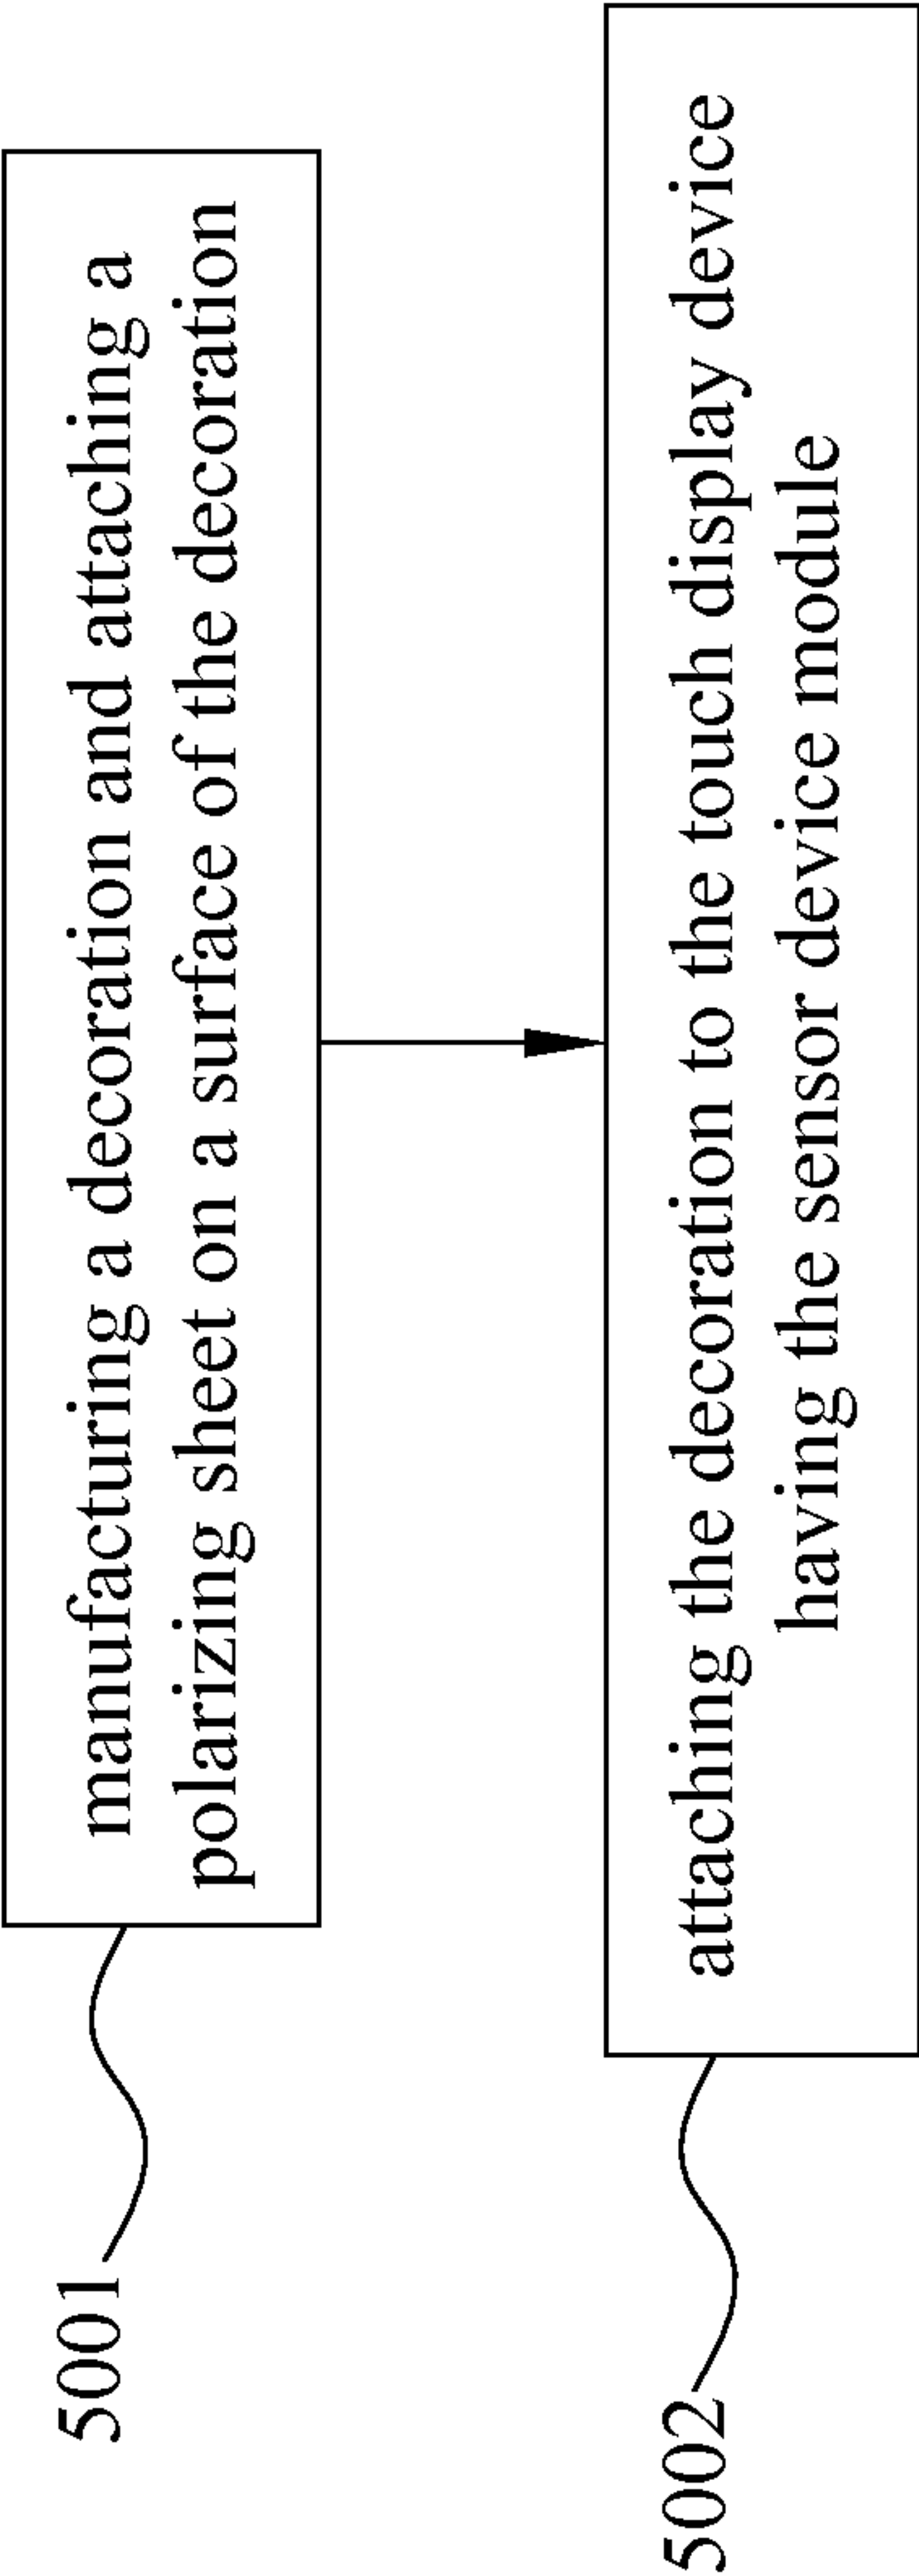 5001
manufacturing a decoration and attaching a
polarizing sheet on a surface of the decoration
5002
attaching the decoration to the touch display device
having the sensor device module